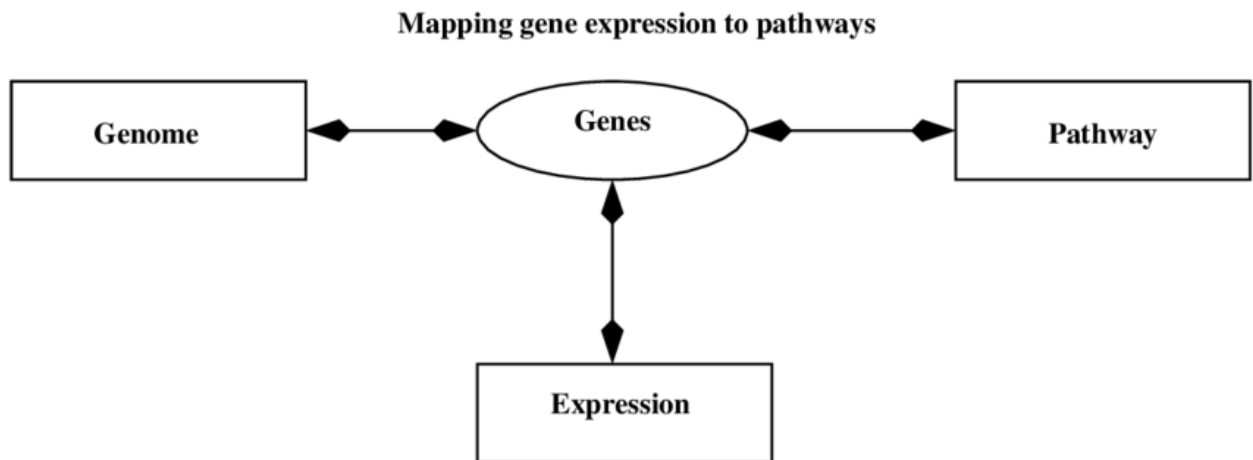 Mapping gene expression to pathways
Genome
Genes
Pathway
Expression